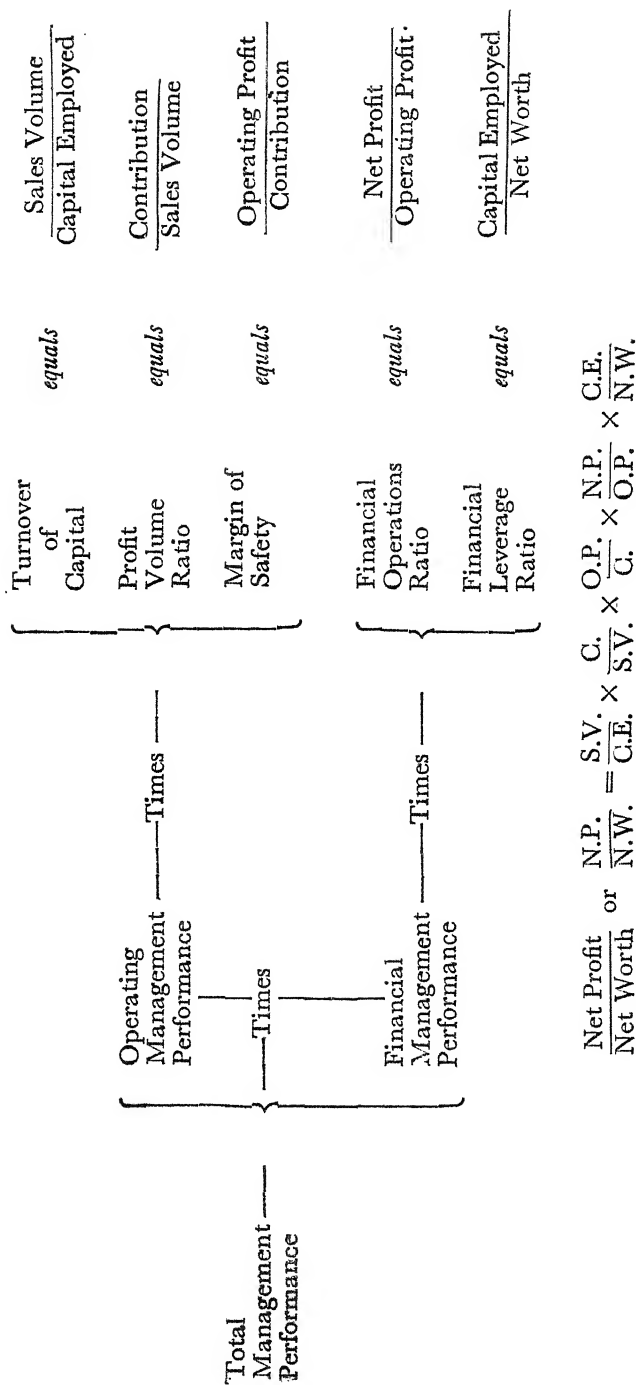 Total
Management
Performance
Times
Operating
Management
Performance
Times
Financial
Management
Performance
Times
Turnover
of
Capital
equals
Sales Volume
Capital Employed
Profit
Volume
Ratio
equals
Contribution
Sales Volume
Margin of
Safety
equals
Operating Profit
Contribution
Financial
Operations
Ratio
equals
Net Profit
Operating Profit
Financial
Leverage
Ratio
equals
Capital Employed
Net Worth
Net Profit
Net Worth
or
N.P.
N.W.
=
S.V.
C.E.
×
C.
S.V.
×
O.P.
C.
×
N.P.
O.P.
×
C.E.
N.W.